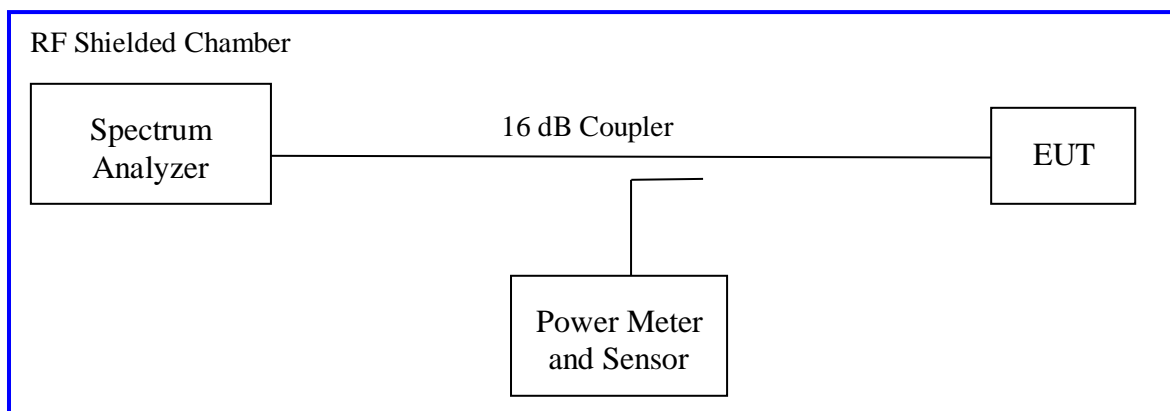 RF Shielded Chamber
16 dB Coupler
Spectrum
Analyzer
EUT
Power Meter
and Sensor